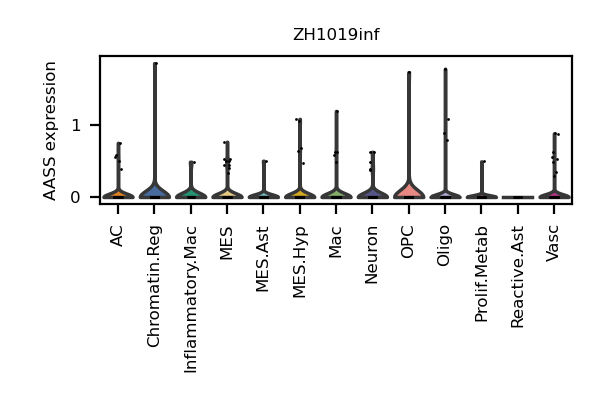 ZH1019inf
AASS expression
1
0
AC
Chromatin.Reg
Inflammatory.Mac
MES
MES.Ast
MES.Hyp
Mac
Neuron
OPC
Oligo
Prolif.Metab
Reactive.Ast
Vasc